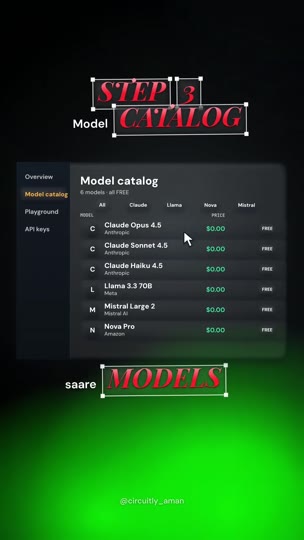 STEP 3
Model CATALOG
Overview
Model catalog
Playground
API keys
Model catalog
6 models · all FREE
All Claude Llama Nova Mistral
MODEL PRICE
C Claude Opus 4.5 $0.00 FREE
Anthropic
C Claude Sonnet 4.5 $0.00 FREE
Anthropic
C Claude Haiku 4.5 $0.00 FREE
Anthropic
L Llama 3.3 70B $0.00 FREE
Meta
M Mistral Large 2 $0.00 FREE
Mistral AI
N Nova Pro $0.00 FREE
Amazon
saare MODELS
@circuitly_aman